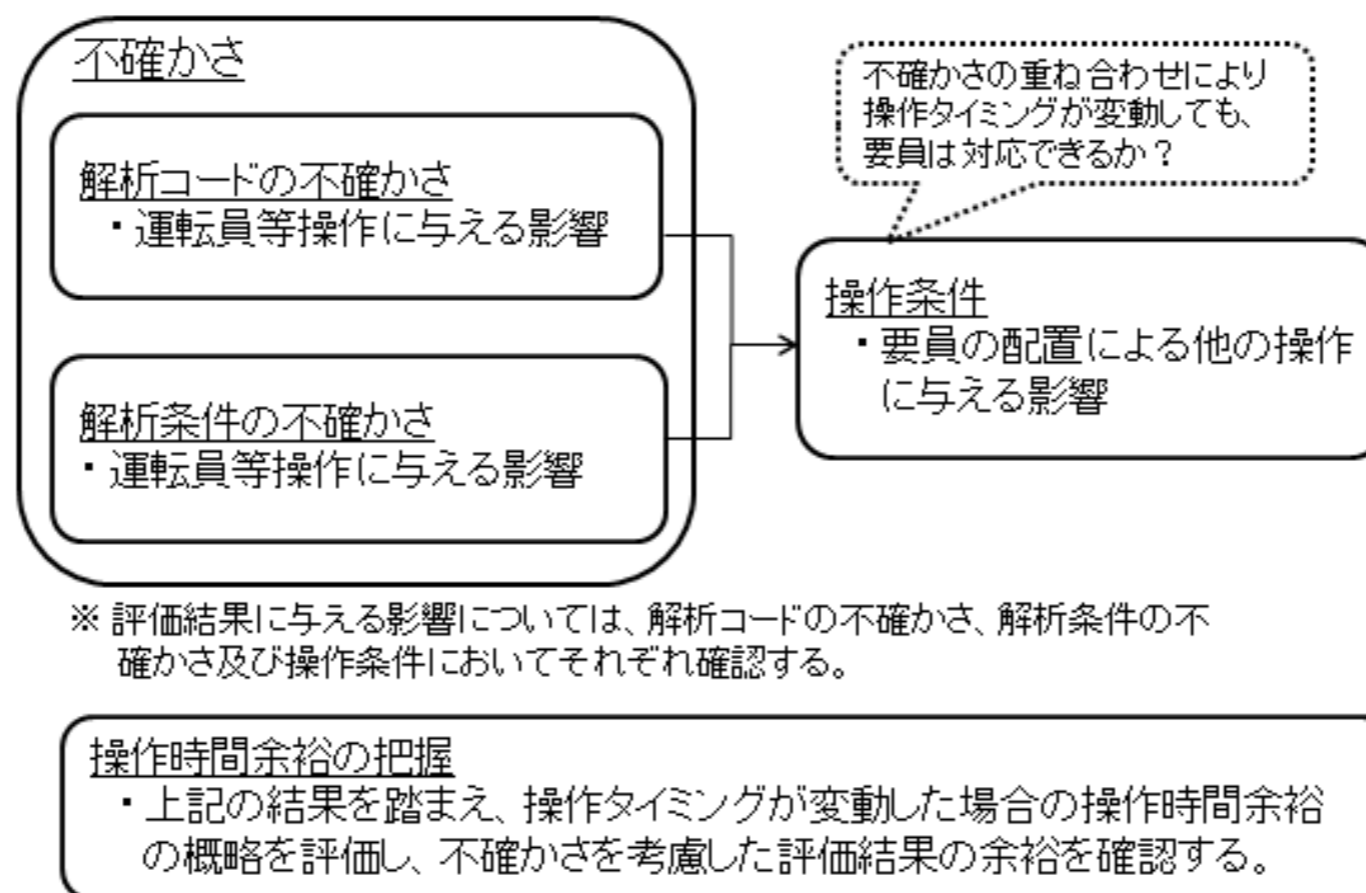 不確かさ
解析コードの不確かさ
・運転員等操作に与える影響
解析条件の不確かさ
・運転員等操作に与える影響
不確かさの重ね合わせにより
操作タイミングが変動しても、
要員は対応できるか？
操作条件
・要員の配置による他の操作
に与える影響
※ 評価結果に与える影響については、解析コードの不確かさ、解析条件の不
確かさ及び操作条件においてそれぞれ確認する。
操作時間余裕の把握
・上記の結果を踏まえ、操作タイミングが変動した場合の操作時間余裕
の概略を評価し、不確かさを考慮した評価結果の余裕を確認する。